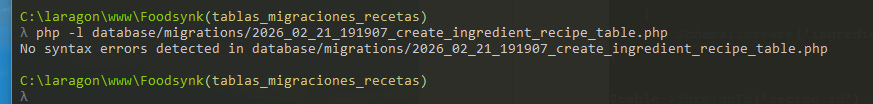 C:\laragon\www\Foodsynk(tablas_migraciones_recetas)
λ php -l database/migrations/2026_02_21_191907_create_ingredient_recipe_table.php
No syntax errors detected in database/migrations/2026_02_21_191907_create_ingredient_recipe_table.php
C:\laragon\www\Foodsynk(tablas_migraciones_recetas)
λ